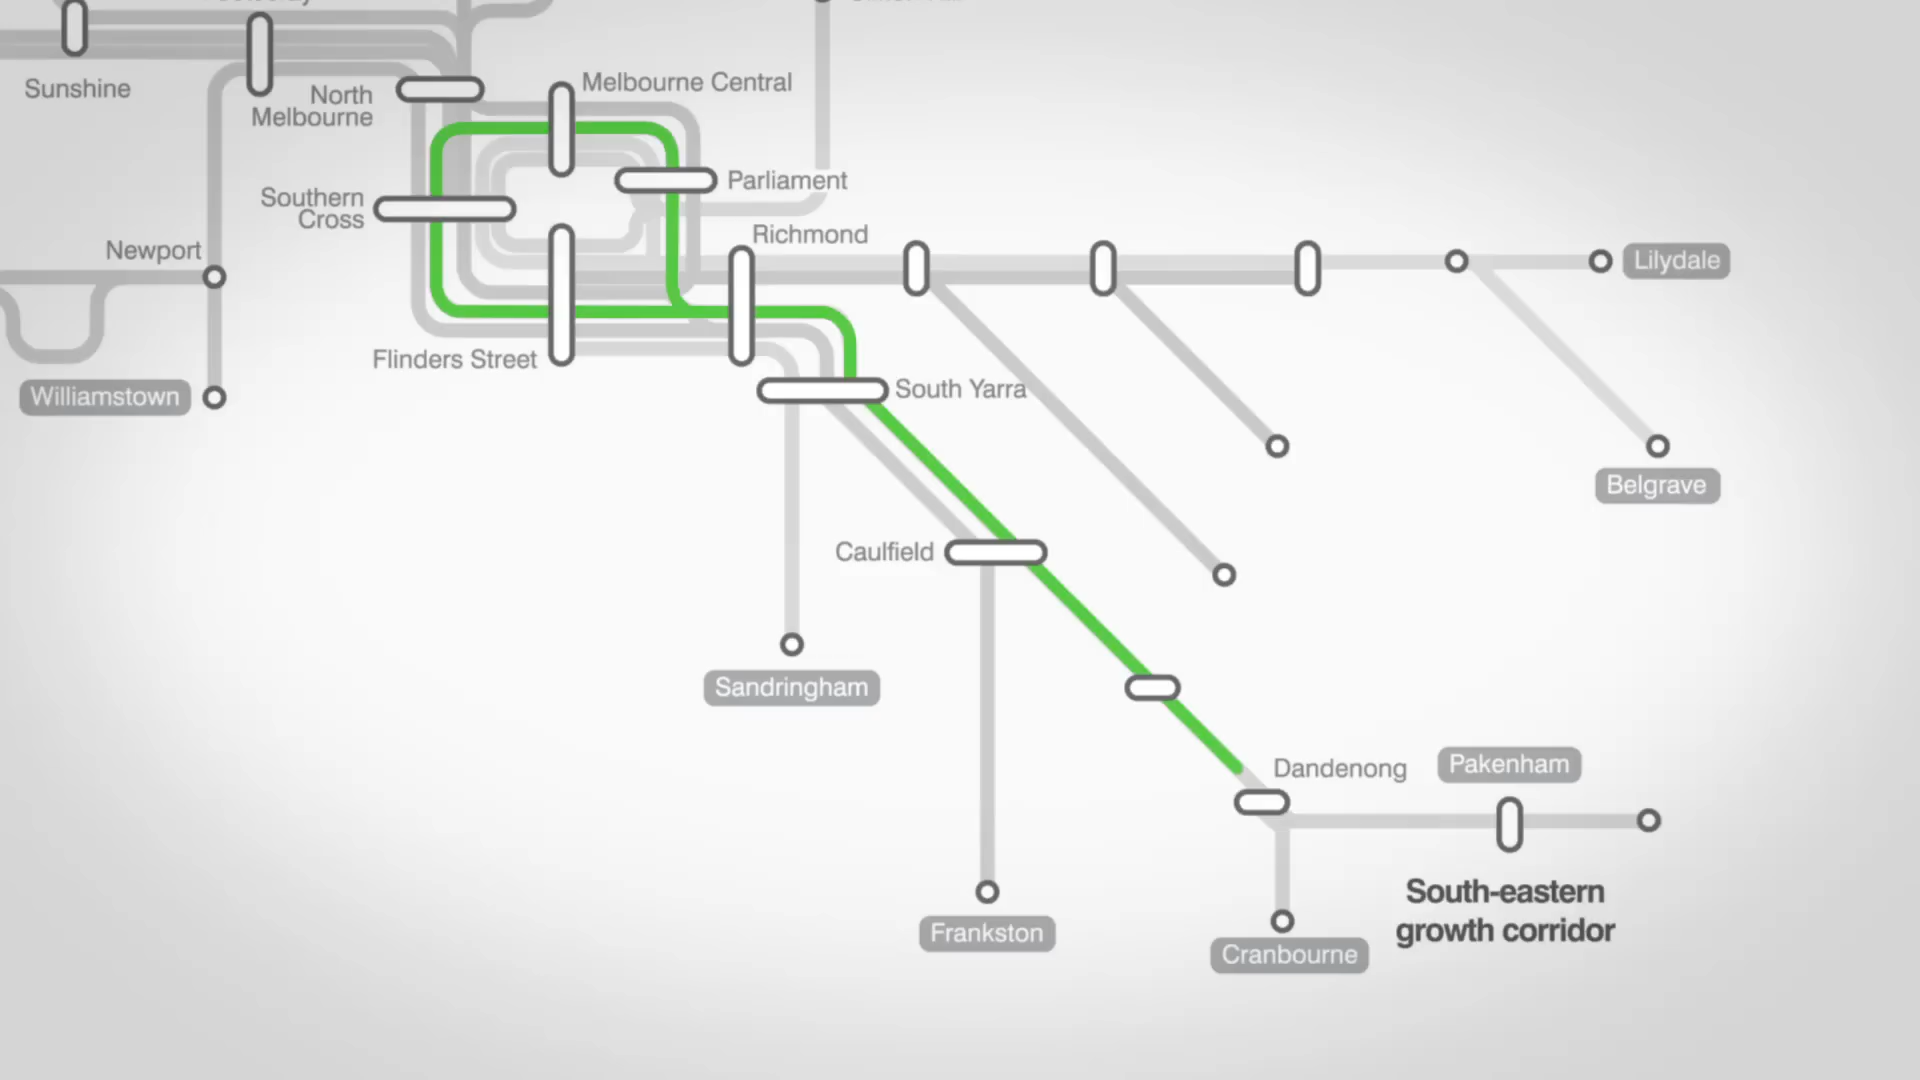 Sunshine
North
Melbourne
Melbourne Central
Southern
Cross
Parliament
Richmond
Newport
Lilydale
Flinders Street
Williamstown
South Yarra
Belgrave
Caulfield
Sandringham
Dandenong
Pakenham
South-eastern
growth corridor
Frankston
Cranbourne